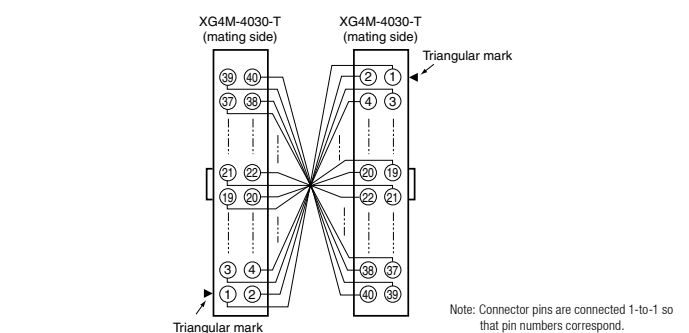 XG4M-4030-T XG4M-4030-T
(mating side) (mating side)
Triangular mark
39 40 2 1
37 38 4 3
21 22 20 19
19 20 22 21
3 4 38 37
1 2 40 39
Note: Connector pins are connected 1-to-1 so
that pin numbers correspond.
Triangular mark